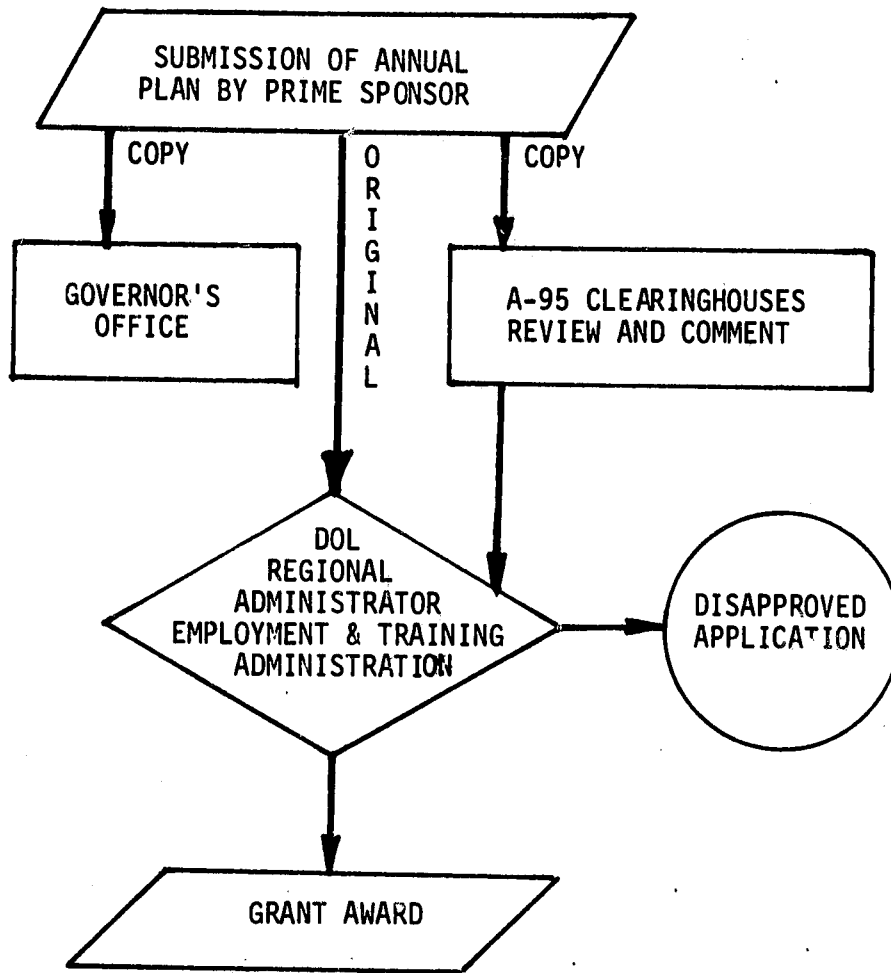 SUBMISSION OF ANNUAL
PLAN BY PRIME SPONSOR
COPY
ORIGINAL
COPY
GOVERNOR'S
OFFICE
A-95 CLEARINGHOUSES
REVIEW AND COMMENT
DOL
REGIONAL
ADMINISTRATOR
EMPLOYMENT & TRAINING
ADMINISTRATION
DISAPPROVED
APPLICATION
GRANT AWARD